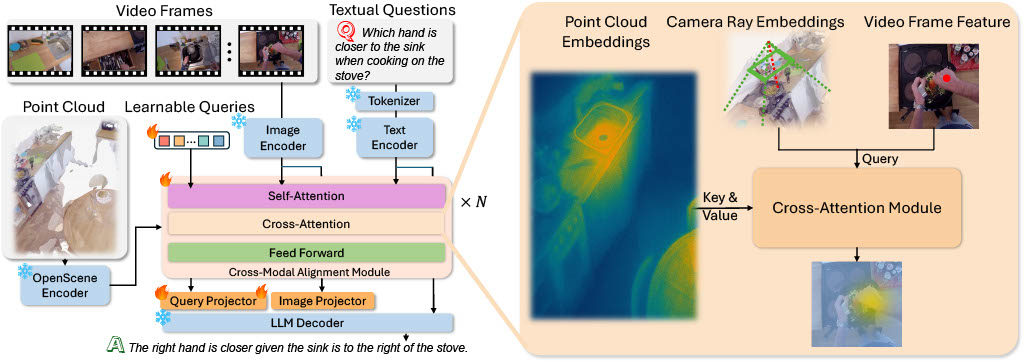 Video Frames
Textual Questions
Q Which hand is
closer to the sink
when cooking on the
stove?
Point Cloud
Learnable Queries
Tokenizer
Image
Encoder
Text
Encoder
...
Self-Attention
× N
Cross-Attention
Feed Forward
Cross-Modal Alignment Module
OpenScene
Encoder
Query Projector
Image Projector
LLM Decoder
A The right hand is closer given the sink is to the right of the stove.
Point Cloud
Embeddings
Camera Ray Embeddings
Video Frame Feature
Query
Key &
Value
Cross-Attention Module